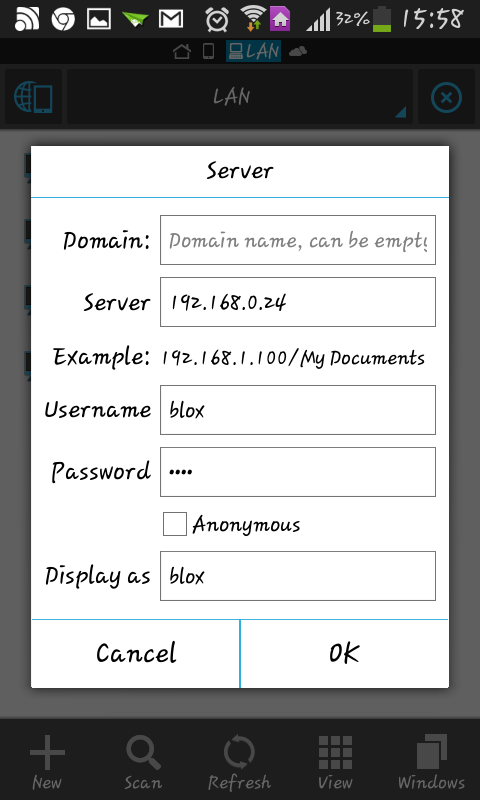 32% 15:58
LAN
LAN
Server
Domain: Domain name, can be empty
Server 192.168.0.24
Example: 192.168.1.100/My Documents
Username blox
Password ••••
Anonymous
Display as blox
Cancel OK
New Scan Refresh View Windows